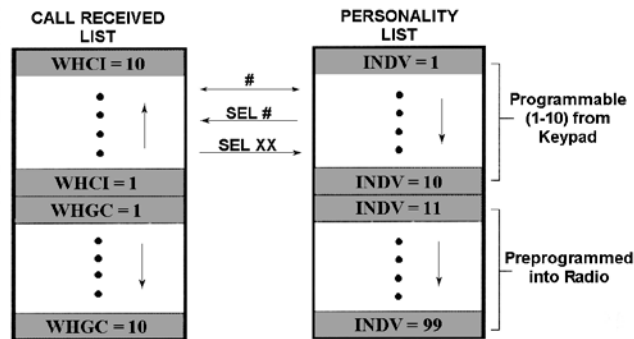 CALL RECEIVED
LIST
WHCI = 10
WHCI = 1
WHGC = 1
WHGC = 10
#
SEL #
SEL XX
PERSONALITY
LIST
INDV = 1
INDV = 10
INDV = 11
INDV = 99
Programmable
(1-10) from
Keypad
Preprogrammed
into Radio